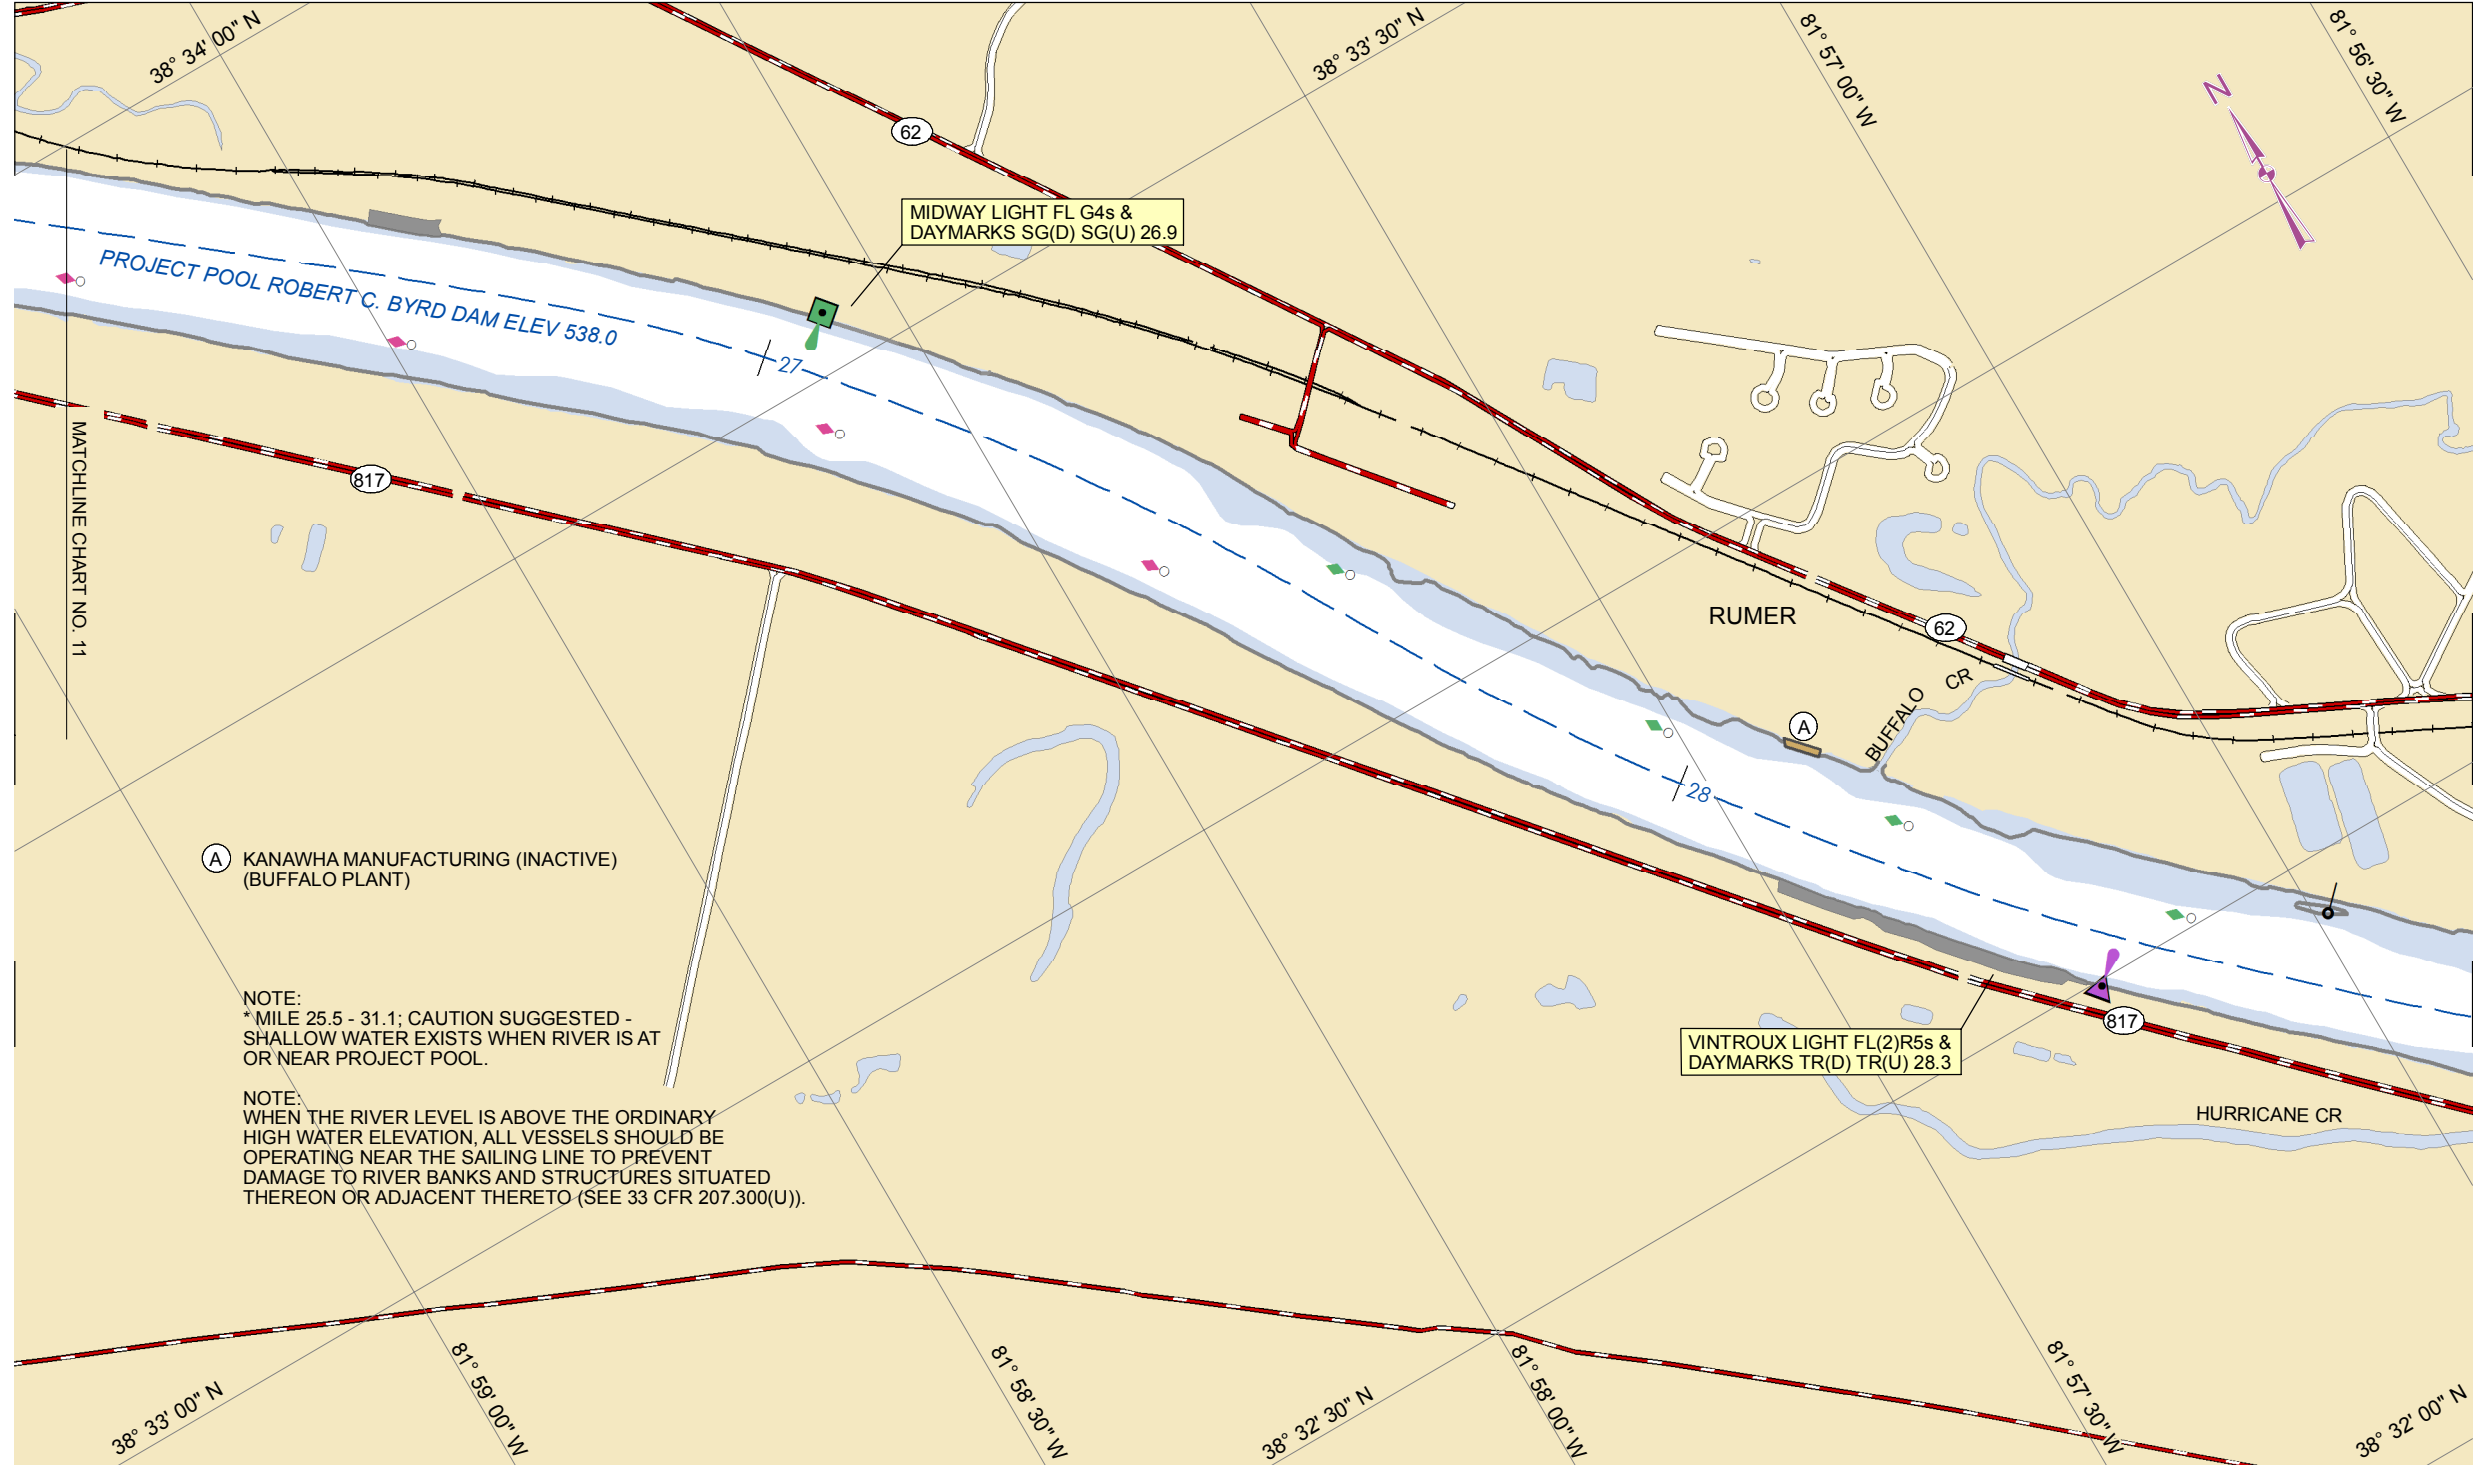 38° 34' 00" N
38° 33' 30" N
81° 57' 00" W
81° 56' 30" W
N
62
MIDWAY LIGHT FL G4s &
DAYMARKS SG(D) SG(U) 26.9
PROJECT POOL ROBERT C. BYRD DAM ELEV 538.0
27
817
MATCHLINE CHART NO. 11
RUMER
62
BUFFALO CR
A
28
A KANAWHA MANUFACTURING (INACTIVE)
(BUFFALO PLANT)
NOTE:
* MILE 25.5 - 31.1; CAUTION SUGGESTED -
SHALLOW WATER EXISTS WHEN RIVER IS AT
OR NEAR PROJECT POOL.
NOTE:
WHEN THE RIVER LEVEL IS ABOVE THE ORDINARY
HIGH WATER ELEVATION, ALL VESSELS SHOULD BE
OPERATING NEAR THE SAILING LINE TO PREVENT
DAMAGE TO RIVER BANKS AND STRUCTURES SITUATED
THEREON OR ADJACENT THERETO (SEE 33 CFR 207.300(U)).
817
VINTROUX LIGHT FL(2)R5s &
DAYMARKS TR(D) TR(U) 28.3
HURRICANE CR
38° 33' 00" N
81° 59' 00" W
81° 58' 30" W
38° 32' 30" N
81° 58' 00" W
81° 57' 30" W
38° 32' 00" N